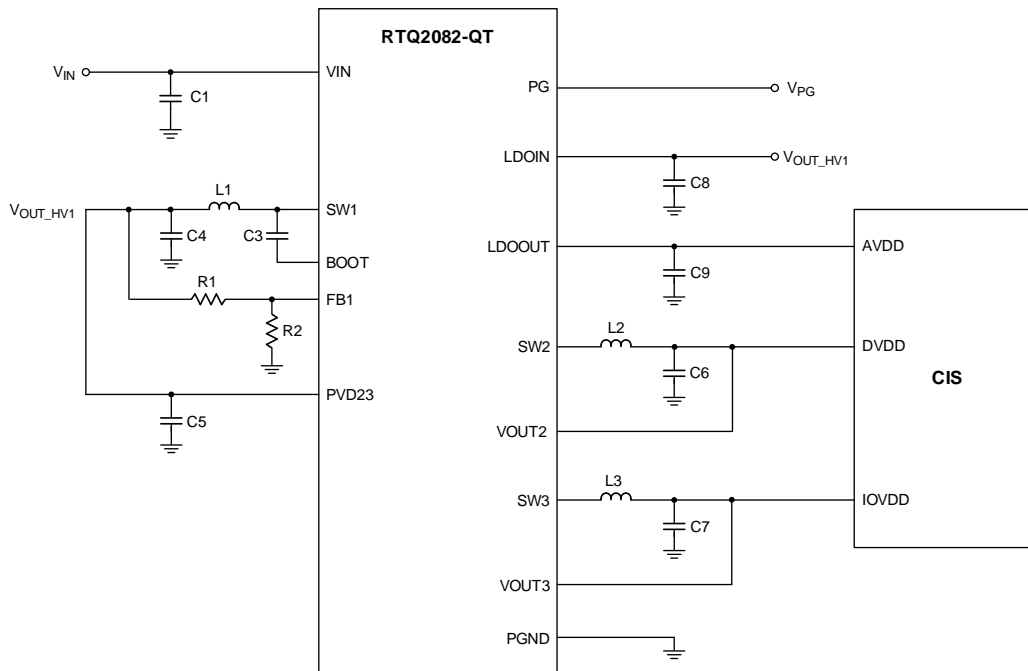 RTQ2082-QT
VIN
VIN
C1
PG
VPG
LDOIN
VOUT_HV1
C8
L1
VOUT_HV1
SW1
C4
C3
BOOT
LDOOUT
AVDD
C9
R1
FB1
R2
L2
SW2
DVDD
C6
CIS
PVD23
C5
VOUT2
L3
SW3
IOVDD
C7
VOUT3
PGND